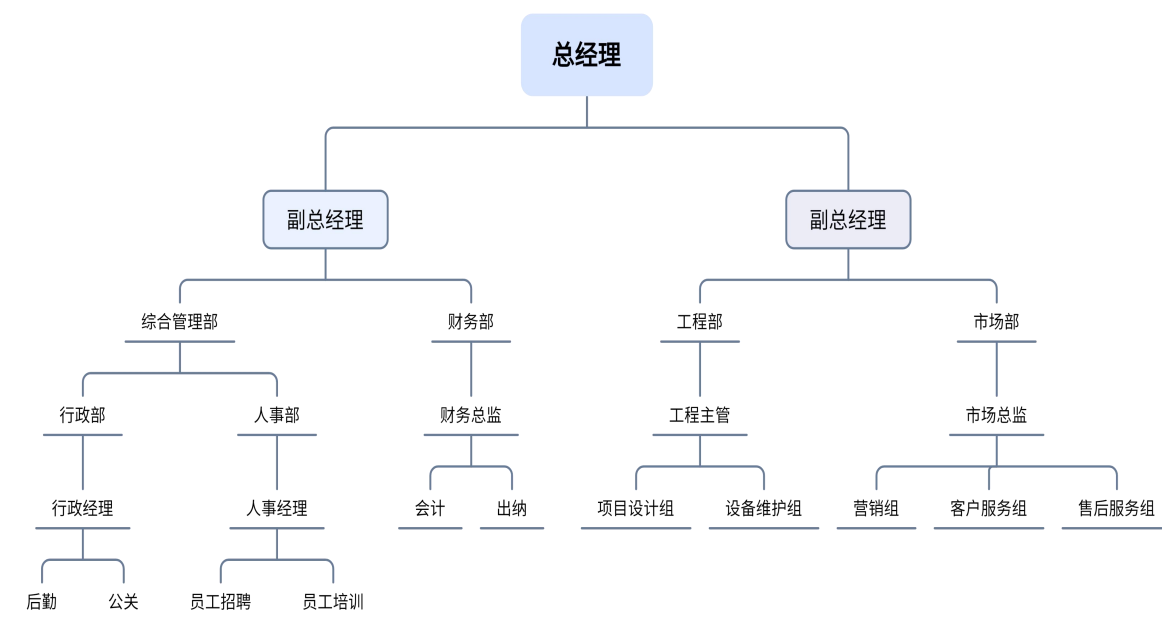 总经理
副总经理
副总经理
综合管理部
财务部
工程部
市场部
行政部
人事部
财务总监
工程主管
市场总监
行政经理
人事经理
会计
出纳
项目设计组
设备维护组
营销组
客户服务组
售后服务组
后勤
公关
员工招聘
员工培训